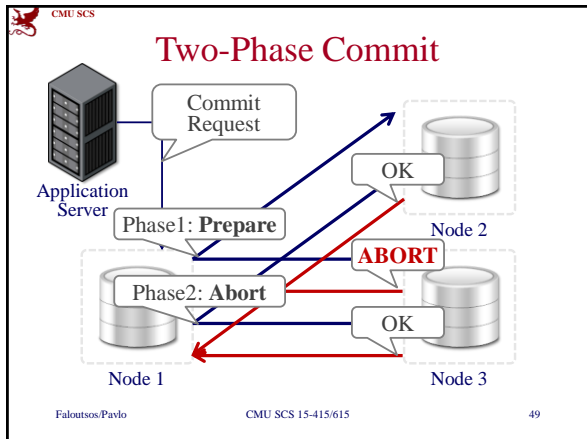 CMU SCS
Two-Phase Commit
Commit
Request
Application
Server
OK
Node 2
Phase1: Prepare
ABORT
Phase2: Abort
OK
Node 1
Node 3
Faloutsos/Pavlo
CMU SCS 15-415/615
49